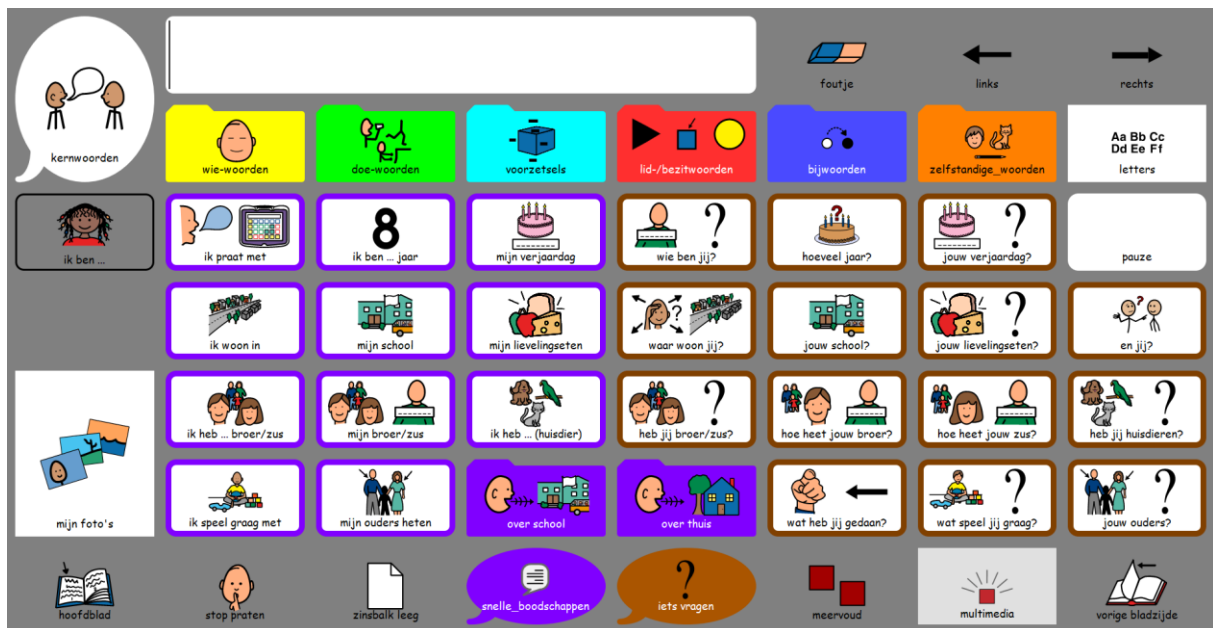 foutje
links
rechts
kernwoorden
wie-woorden
doe-woorden
voorzetsels
lid-/bezitwoorden
bijwoorden
zelfstandige_woorden
Aa Bb Cc
Dd Ee Ff
letters
ik ben ...
ik praat met
8
ik ben ... jaar
mijn verjaardag
?
wie ben jij?
?
hoeveel jaar?
?
jouw verjaardag?
pauze
ik woon in
mijn school
mijn lievelingseten
?
waar woon jij?
jouw school?
?
jouw lievelingseten?
?
en jij?
mijn foto's
ik heb ... broer/zus
mijn broer/zus
ik heb ... (huisdier)
?
heb jij broer/zus?
hoe heet jouw broer?
hoe heet jouw zus?
?
heb jij huisdieren?
ik speel graag met
mijn ouders heten
over school
over thuis
wat heb jij gedaan?
?
wat speel jij graag?
?
jouw ouders?
hoofdblad
stop praten
zinsbalk leeg
snelle_boodschappen
?
iets vragen
meervoud
multimedia
vorige bladzijde